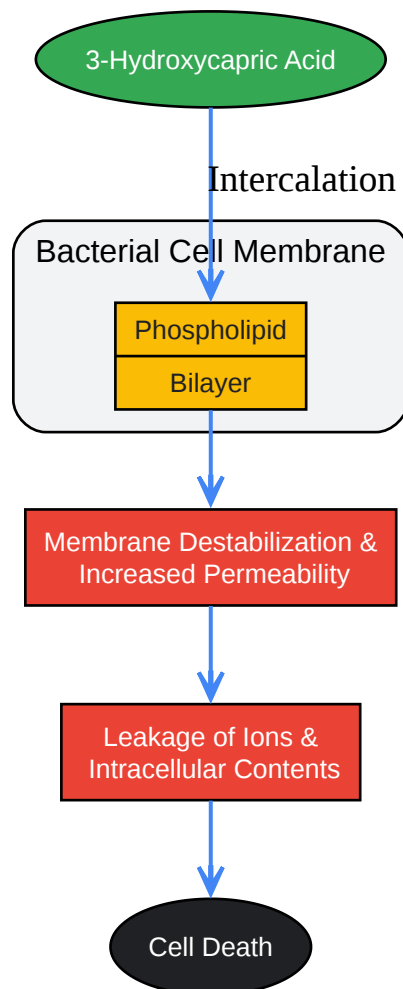 3-Hydroxycapric Acid
Intercalation
Bacterial Cell Membrane
Phospholipid
Bilayer
Membrane Destabilization &
Increased Permeability
Leakage of Ions &
Intracellular Contents
Cell Death